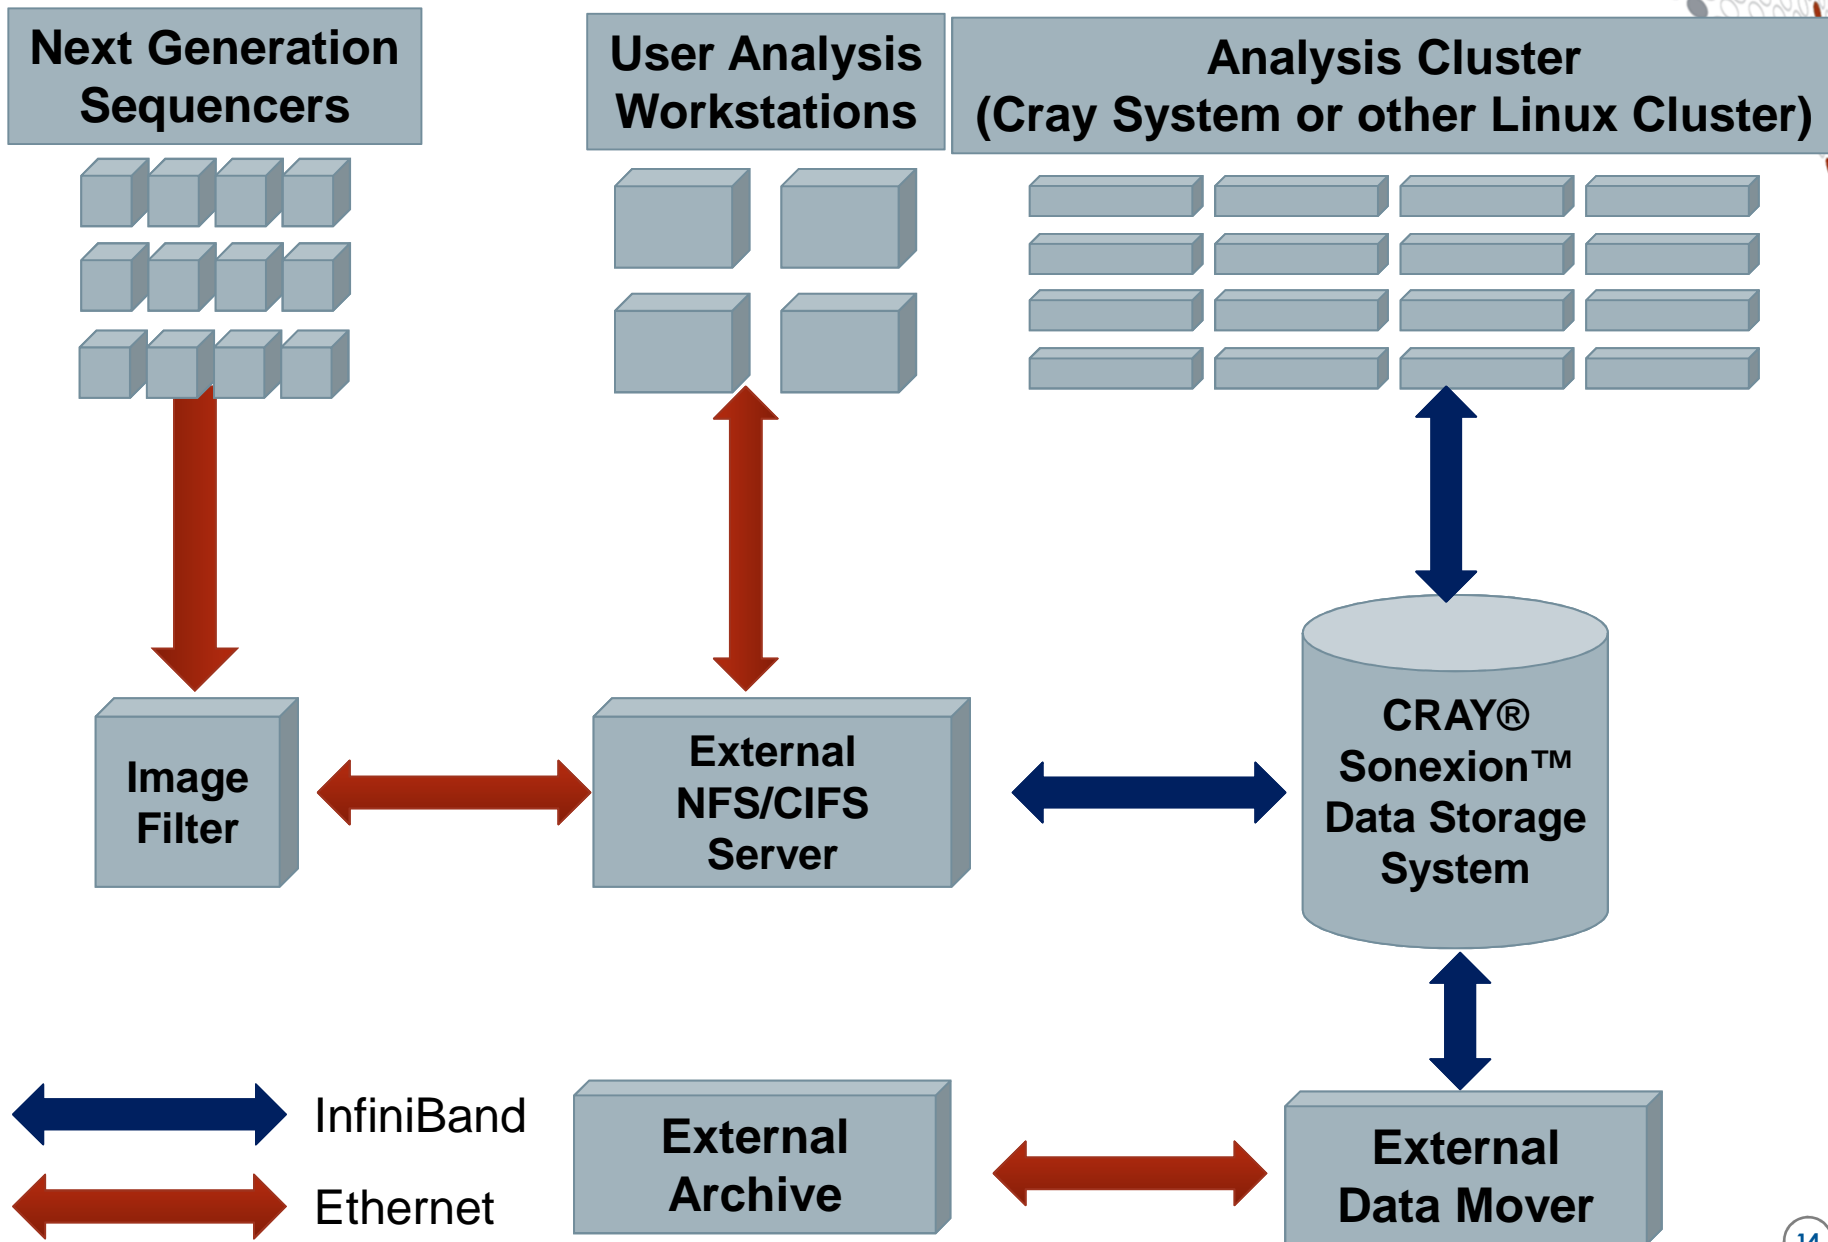 Next Generation
Sequencers
User Analysis
Workstations
Analysis Cluster
(Cray System or other Linux Cluster)
Image
Filter
External
NFS/CIFS
Server
CRAY®
Sonexion™
Data Storage
System
InfiniBand
Ethernet
External
Archive
External
Data Mover
14